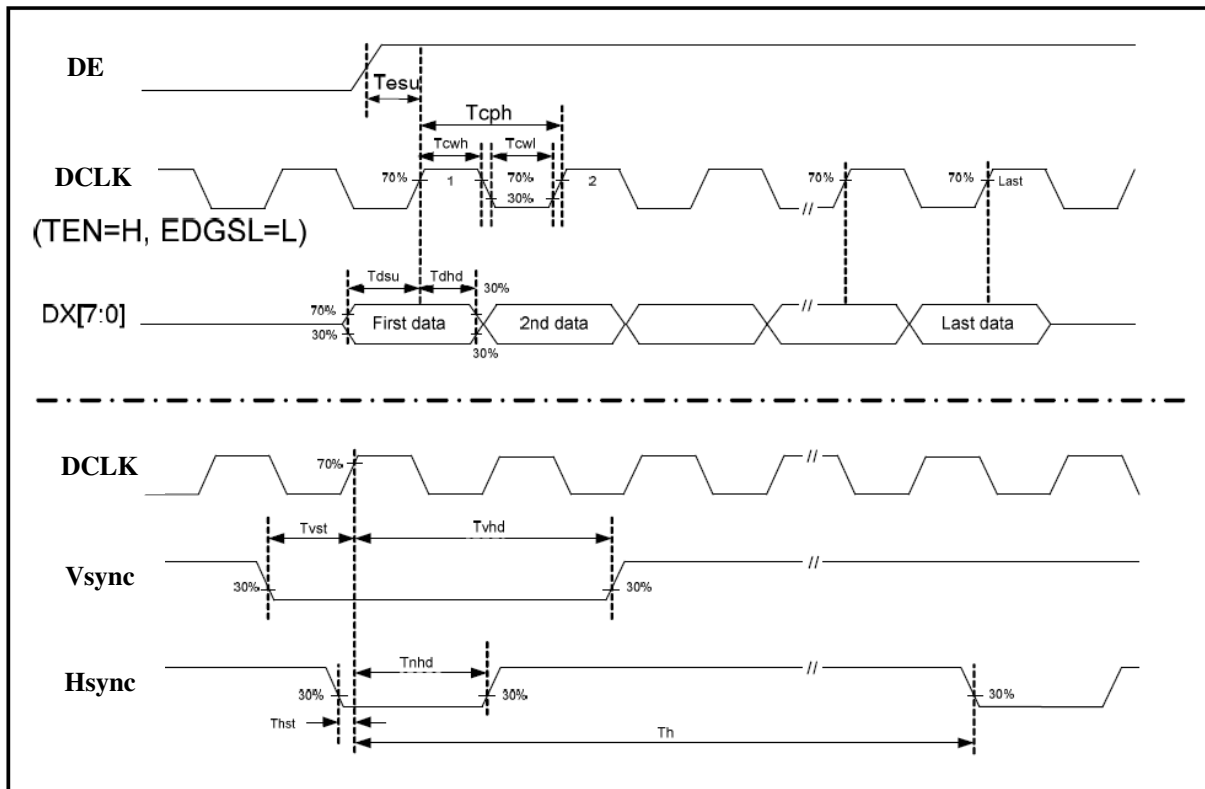 DE
Tesu
Tcph
Tcwh
Tcwl
DCLK
70%
1
70%
30%
2
70%
70%
Last
//
(TEN=H, EDGSL=L)
Tdsu
Tdhd
30%
DX[7:0]
70%
30%
First data
2nd data
//
Last data
30%
DCLK
70%
//
Tvst
Tvhd
Vsync
30%
30%
//
Tnhd
Hsync
30%
30%
//
30%
Thst
Th